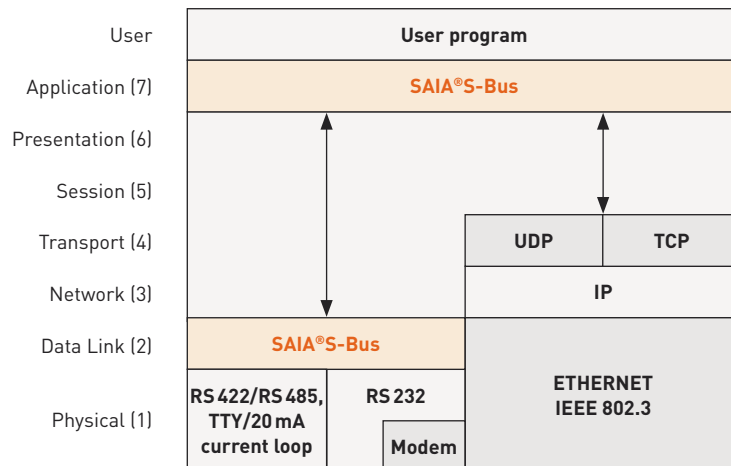 User
User program
Application (7)
SAIA®S-Bus
Presentation (6)
Session (5)
Transport (4)
UDP
TCP
Network (3)
IP
Data Link (2)
SAIA®S-Bus
Physical (1)
RS 422/RS 485,
TTY/20 mA
current loop
RS 232
Modem
ETHERNET
IEEE 802.3